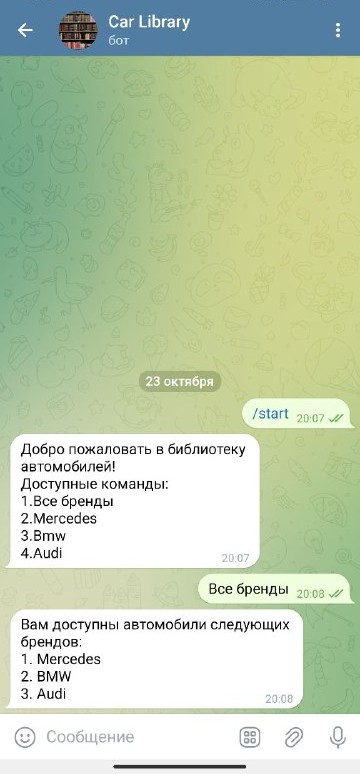 Car Library
бот
23 октября
/start 20:07
Добро пожаловать в библиотеку
автомобилей!
Доступные команды:
1.Все бренды
2.Mercedes
3.Bmw
4.Audi
20:07
Все бренды 20:08
Вам доступны автомобили следующих
брендов:
1. Mercedes
2. BMW
3. Audi
20:08
Сообщение